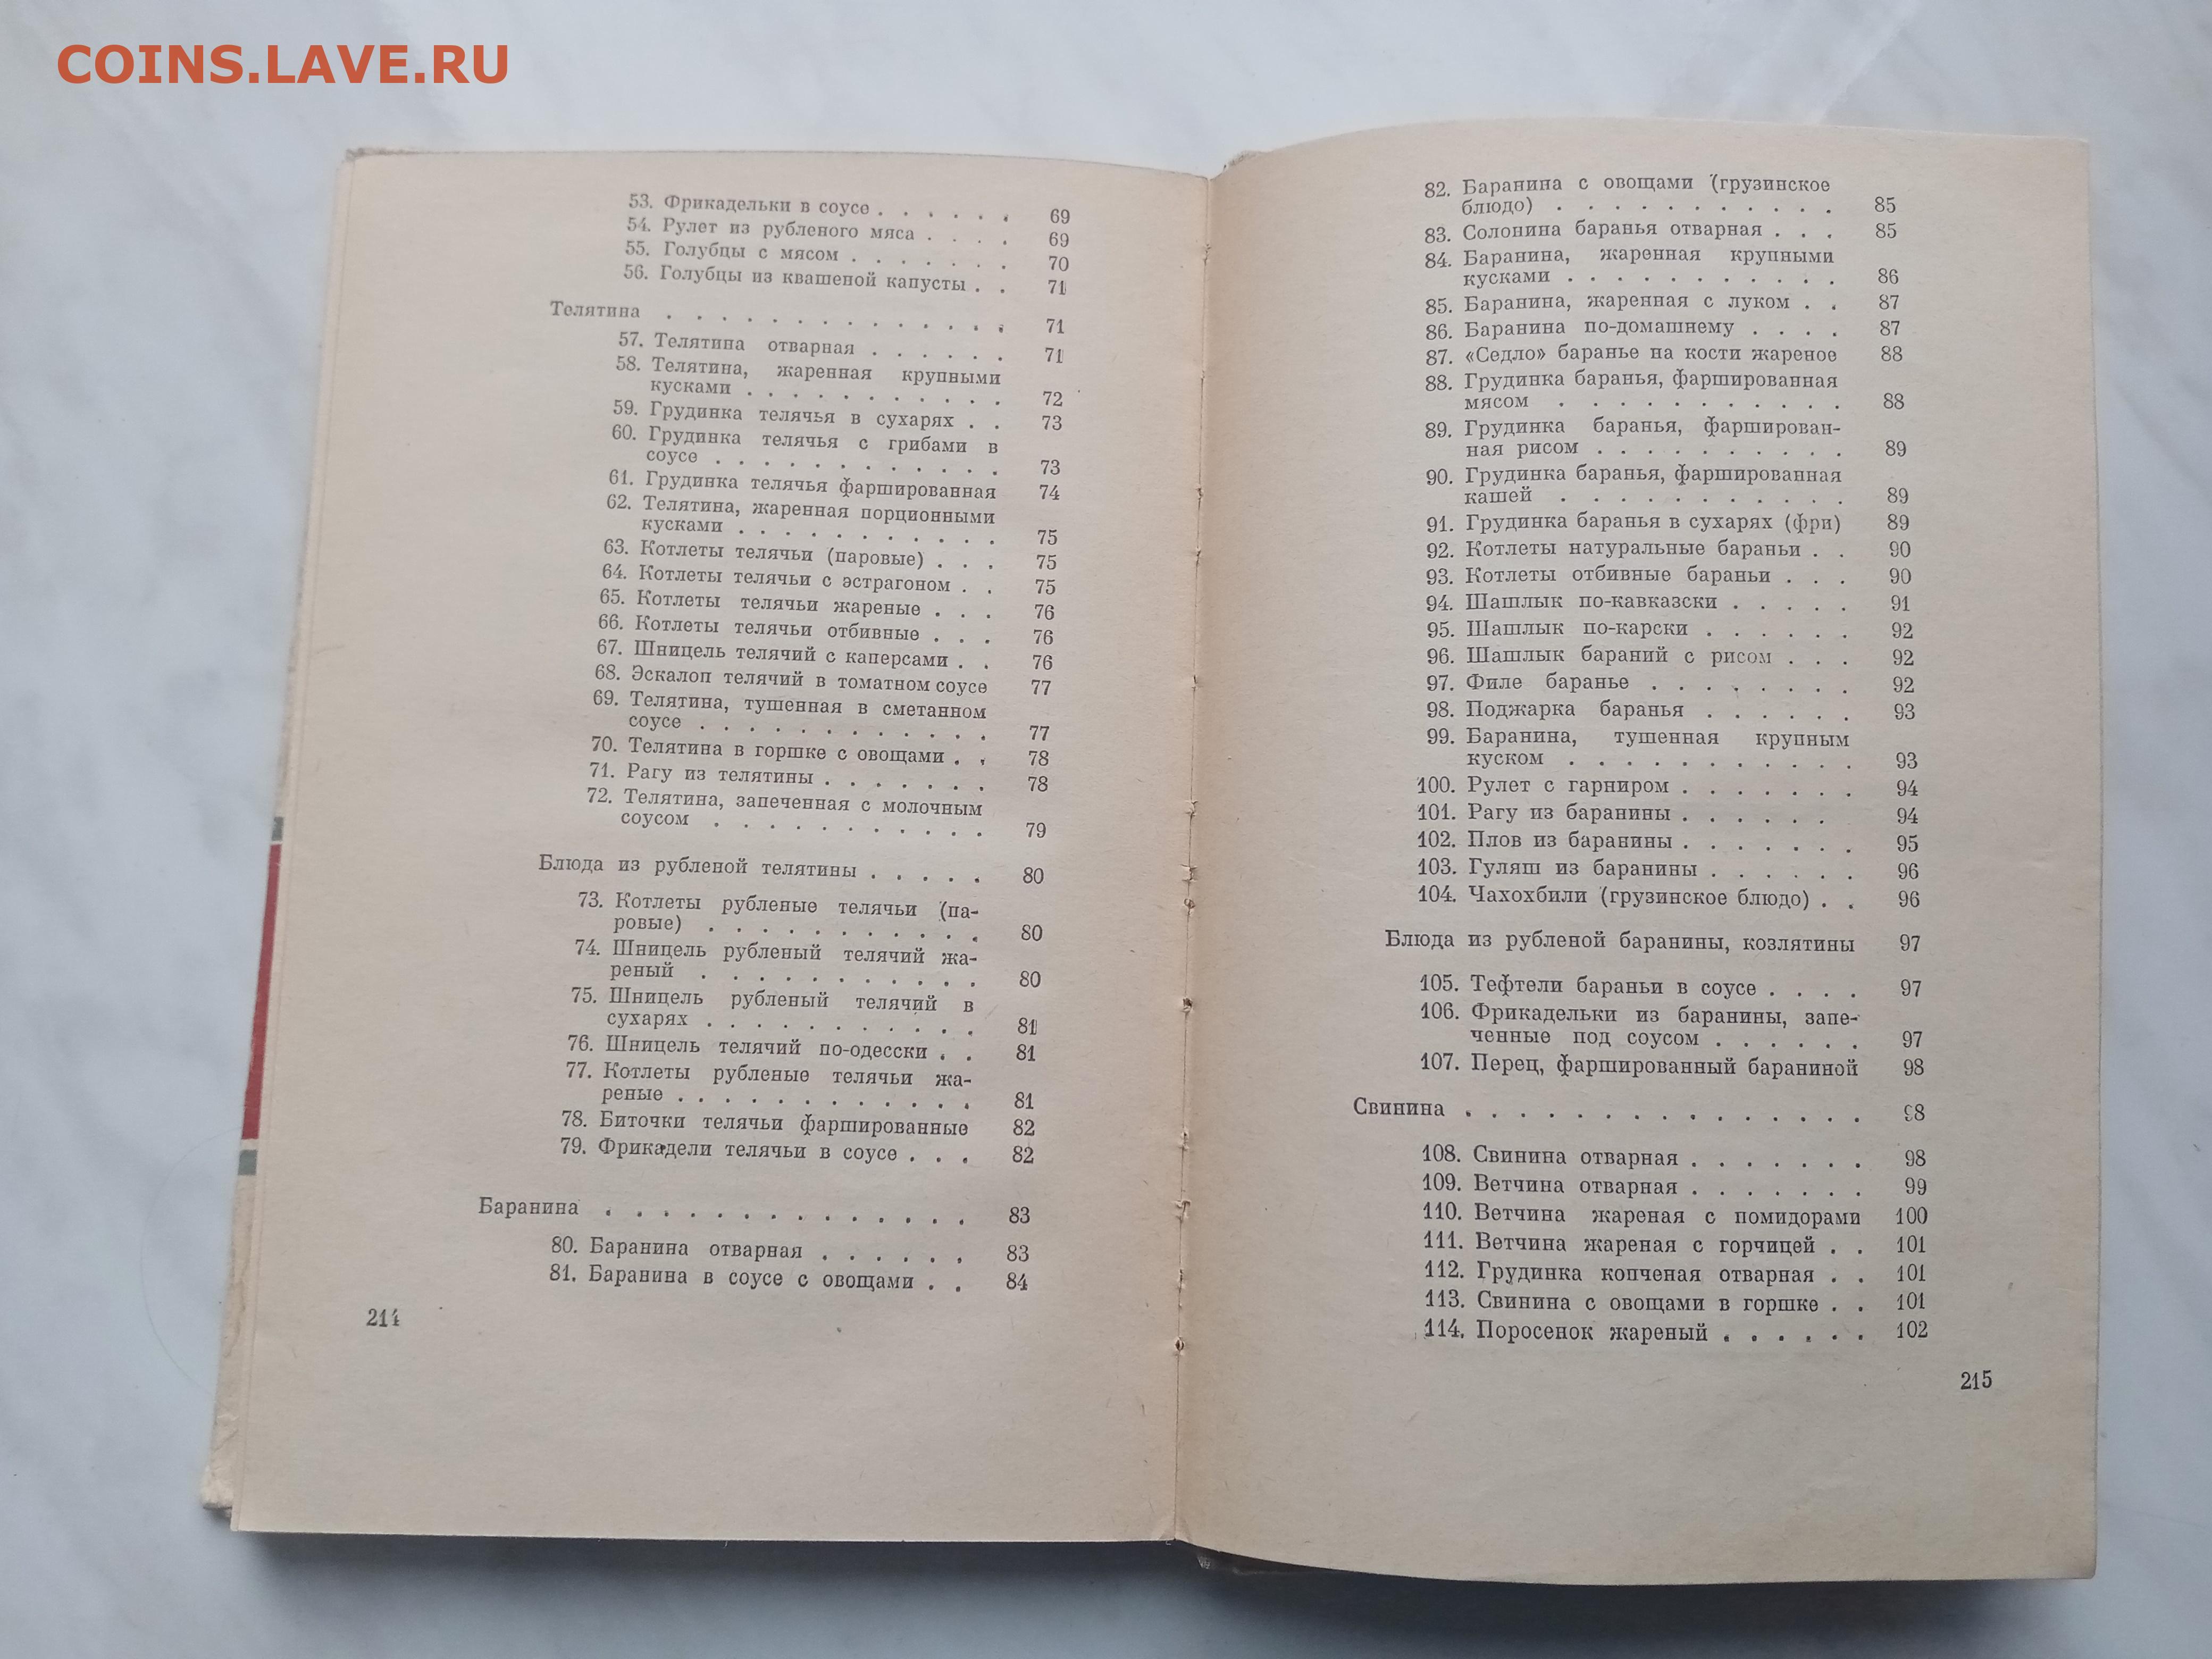 COINS.LAVE.RU
53. Фрикадельки в соусе . . . . . . 69
54. Рулет из рубленого мяса . . . . 69
55. Голубцы с мясом . . . . . . . 70
56. Голубцы из квашеной капусты . . 71
Телятина . . . . . . . . . . . . . . 71
57. Телятина отварная . . . . . . 71
58. Телятина, жаренная крупными
кусками . . . . . . . . . . . 72
59. Грудинка телячья в сухарях . . 73
60. Грудинка телячья с грибами в
соусе . . . . . . . . . . . . 73
61. Грудинка телячья фаршированная 74
62. Телятина, жаренная порционными
кусками . . . . . . . . . . . 75
63. Котлеты телячьи (паровые) . . . 75
64. Котлеты телячьи с эстрагоном . . 75
65. Котлеты телячьи жареные . . . 76
66. Котлеты телячьи отбивные . . . 76
67. Шницель телячий с каперсами . . 76
68. Эскалоп телячий в томатном соусе 77
69. Телятина, тушенная в сметанном
соусе . . . . . . . . . . . . 77
70. Телятина в горшке с овощами . . 78
71. Рагу из телятины . . . . . . . 78
72. Телятина, запеченная с молочным
соусом . . . . . . . . . . . 79
Блюда из рубленой телятины . . . . . 80
73. Котлеты рубленые телячьи (па-
ровые) . . . . . . . . . . . 80
74. Шницель рубленый телячий жа-
реный . . . . . . . . . . . 80
75. Шницель рубленый телячий в
сухарях . . . . . . . . . . . 81
76. Шницель телячий по-одесски . . 81
77. Котлеты рубленые телячьи жа-
реные . . . . . . . . . . . . 81
78. Биточки телячьи фаршированные 82
79. Фрикадели телячьи в соусе . . . 82
Баранина . . . . . . . . . . . . . . 83
80. Баранина отварная . . . . . . 83
81. Баранина в соусе с овощами . . 84
214
82. Баранина с овощами (грузинское
блюдо) . . . . . . . . . . . 85
83. Солонина баранья отварная . . . 85
84. Баранина, жаренная крупными
кусками . . . . . . . . . . . 86
85. Баранина, жаренная с луком . . 87
86. Баранина по-домашнему . . . . 87
87. «Седло» баранье на кости жареное 88
88. Грудинка баранья, фаршированная
мясом . . . . . . . . . . . 88
89. Грудинка баранья, фарширован-
ная рисом . . . . . . . . . . 89
90. Грудинка баранья, фаршированная
кашей . . . . . . . . . . . 89
91. Грудинка баранья в сухарях (фри) 89
92. Котлеты натуральные бараньи . . 90
93. Котлеты отбивные бараньи . . . 90
94. Шашлык по-кавказски . . . . . 91
95. Шашлык по-карски . . . . . . 92
96. Шашлык бараний с рисом . . . 92
97. Филе баранье . . . . . . . . 92
98. Поджарка баранья . . . . . . 93
99. Баранина, тушенная крупным
куском . . . . . . . . . . . 93
100. Рулет с гарниром . . . . . . . 94
101. Рагу из баранины . . . . . . 94
102. Плов из баранины . . . . . . . 95
103. Гуляш из баранины . . . . . . 96
104. Чахохбили (грузинское блюдо) . . 96
Блюда из рубленой баранины, козлятины 97
105. Тефтели бараньи в соусе . . . . 97
106. Фрикадельки из баранины, запе-
ченные под соусом . . . . . . 97
107. Перец, фаршированный бараниной 98
Свинина . . . . . . . . . . . . . . . 98
108. Свинина отварная . . . . . . . 98
109. Ветчина отварная . . . . . . . 99
110. Ветчина жареная с помидорами 100
111. Ветчина жареная с горчицей . . 101
112. Грудинка копченая отварная . . 101
113. Свинина с овощами в горшке . . 101
114. Поросенок жареный . . . . . . 102
215